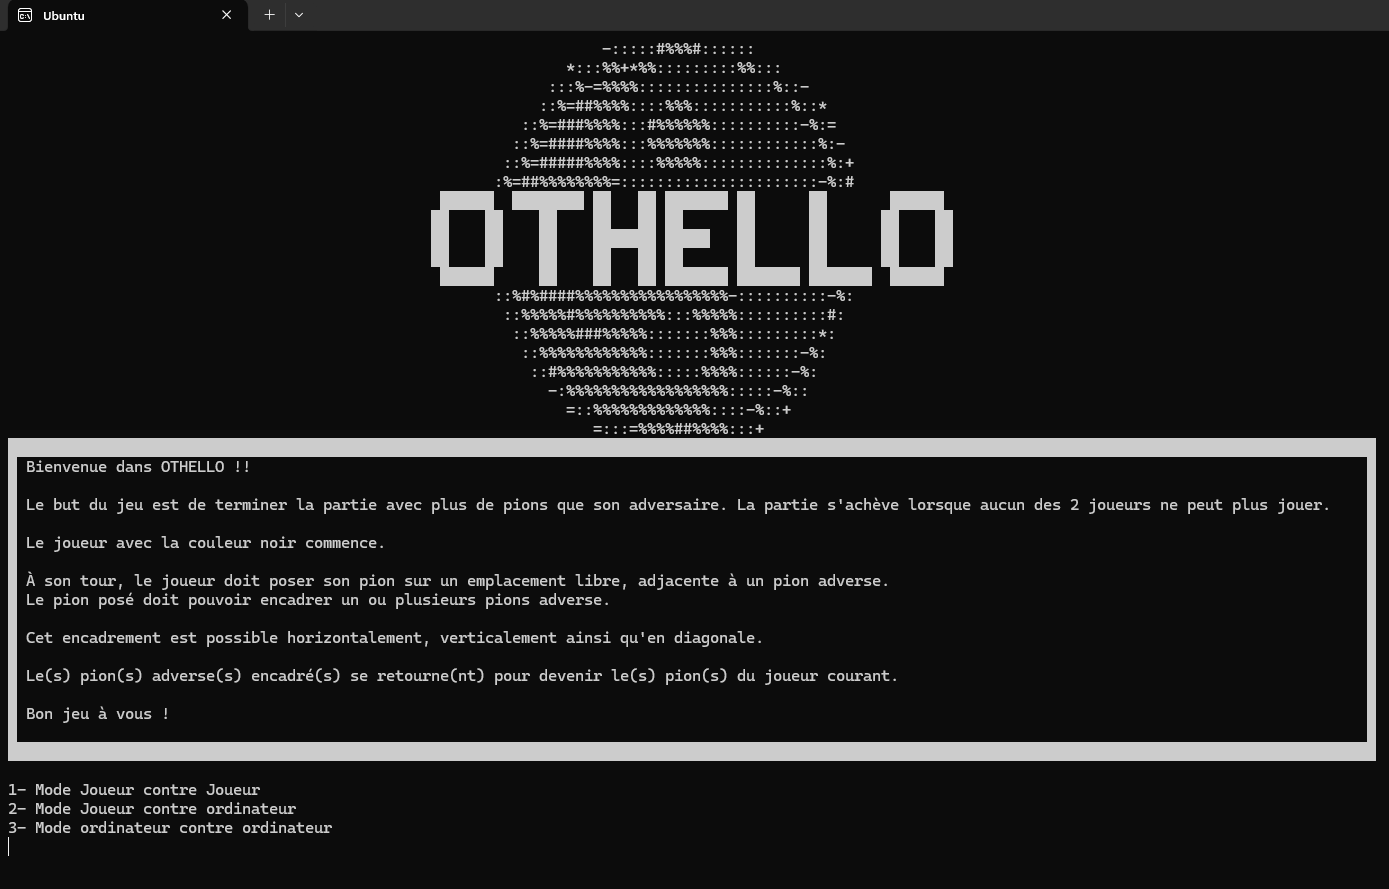 Ubuntu
OTHELLO
Bienvenue dans OTHELLO !!
Le but du jeu est de terminer la partie avec plus de pions que son adversaire. La partie s'achève lorsque aucun des 2 joueurs ne peut plus jouer.
Le joueur avec la couleur noir commence.
À son tour, le joueur doit poser son pion sur un emplacement libre, adjacente à un pion adverse.
Le pion posé doit pouvoir encadrer un ou plusieurs pions adverse.
Cet encadrement est possible horizontalement, verticalement ainsi qu'en diagonale.
Le(s) pion(s) adverse(s) encadré(s) se retourne(nt) pour devenir le(s) pion(s) du joueur courant.
Bon jeu à vous !
1- Mode Joueur contre Joueur
2- Mode Joueur contre ordinateur
3- Mode ordinateur contre ordinateur